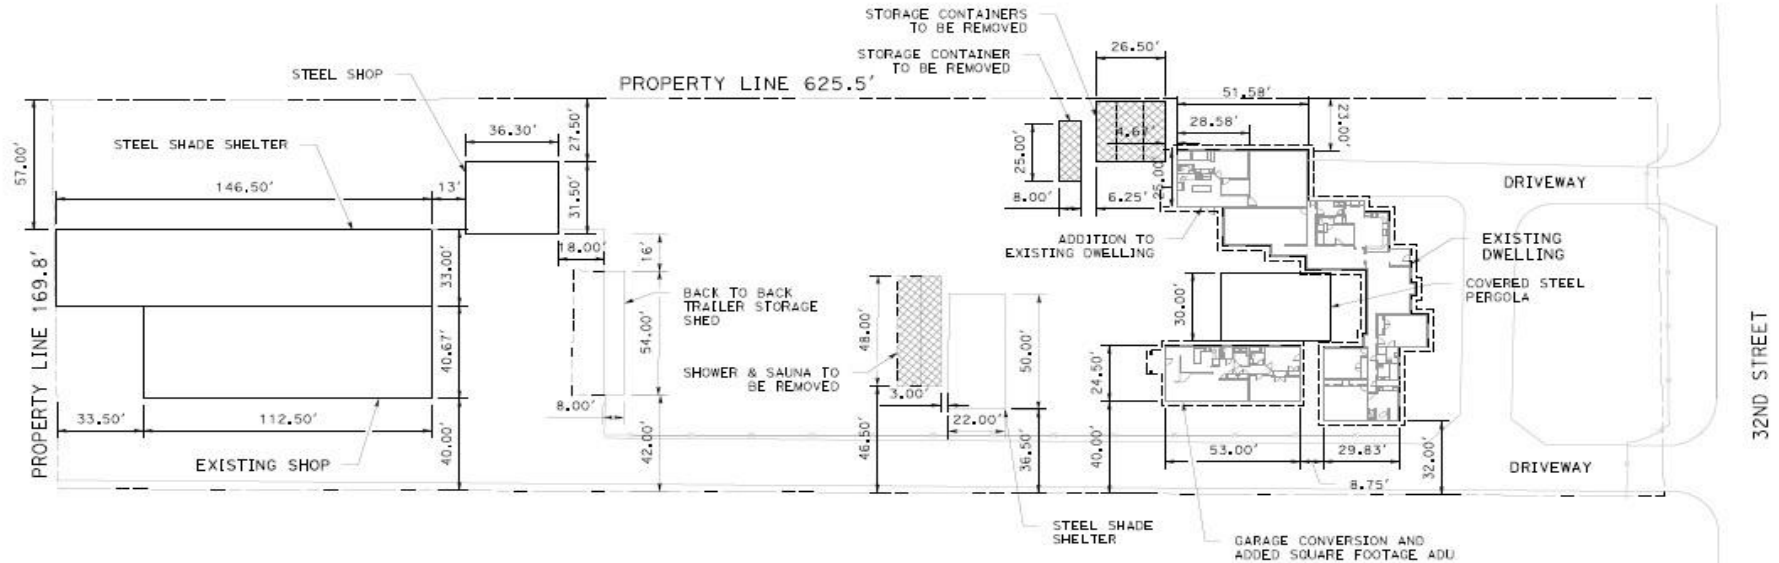 STORAGE CONTAINERS
TO BE REMOVED
STORAGE CONTAINER
TO BE REMOVED
26.50'
STEEL SHOP
PROPERTY LINE 625.5'
51.58'
28.58'
23.00'
4.67'
36.30'
27.50'
57.00'
STEEL SHADE SHELTER
25.00'
146.50'
13'
31.50'
8.00'
6.25'
25.00'
DRIVEWAY
ADDITION TO
EXISTING DWELLING
EXISTING
DWELLING
18.00'
16'
33.00'
PROPERTY LINE 169.8'
BACK TO BACK
TRAILER STORAGE
SHED
54.00'
48.00'
50.00'
30.00'
COVERED STEEL
PERGOLA
32ND STREET
40.67'
SHOWER & SAUNA TO
BE REMOVED
24.50'
3.00'
8.00'
22.00'
33.50'
112.50'
40.00'
42.00'
46.50'
36.50'
40.00'
53.00'
29.83'
32.00'
8.75'
EXISTING SHOP
DRIVEWAY
STEEL SHADE
SHELTER
GARAGE CONVERSION AND
ADDED SQUARE FOOTAGE ADU